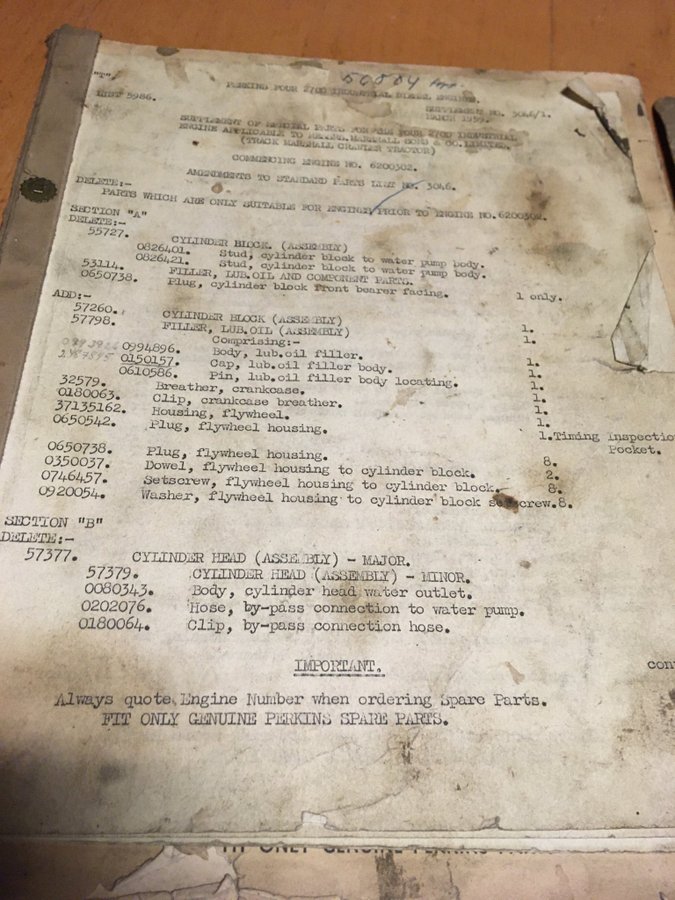 "T".
PERKINS FOUR 270D INDUSTRIAL DIESEL ENGINES.
LIST 5986.
SUPPLEMENT NO. 3046/1.
MARCH 1959.
SUPPLEMENT OF SPECIAL PARTS FOR THE FOUR 270D INDUSTRIAL
ENGINE APPLICABLE TO MESSRS. MARSHALL SONS & CO. LIMITED.
(TRACK MARSHALL CRAWLER TRACTOR)
COMMENCING ENGINE NO. 6200302.
AMENDMENTS TO STANDARD PARTS LIST NO. 3046.
DELETE:-
PARTS WHICH ARE ONLY SUITABLE FOR ENGINES PRIOR TO ENGINE NO. 6200302.
SECTION "A"
DELETE:-
55727. CYLINDER BLOCK. (ASSEMBLY)
0826401. Stud, cylinder block to water pump body.
0826421. Stud, cylinder block to water pump body.
53114. FILLER, LUB.OIL AND COMPONENT PARTS.
0650738. Plug, cylinder block front bearer facing. 1 only.
ADD:-
57260. CYLINDER BLOCK (ASSEMBLY) 1.
57798. FILLER, LUB.OIL (ASSEMBLY) 1.
Comprising:-
0994896. Body, lub.oil filler. 1.
0150157. Cap, lub.oil filler body. 1.
0610586. Pin, lub.oil filler body locating. 1.
32579. Breather, crankcase. 1.
0180063. Clip, crankcase breather. 1.
37135162. Housing, flywheel. 1.
0650542. Plug, flywheel housing. 1.Timing Inspectio
Pocket.
0650738. Plug, flywheel housing. 8.
0350037. Dowel, flywheel housing to cylinder block. 2.
0746457. Setscrew, flywheel housing to cylinder block. 8.
0920054. Washer, flywheel housing to cylinder block setscrew.8.
SECTION "B"
DELETE:-
57377. CYLINDER HEAD (ASSEMBLY) - MAJOR.
57379. CYLINDER HEAD (ASSEMBLY) - MINOR.
0080343. Body, cylinder head water outlet.
0202076. Hose, by-pass connection to water pump.
0180064. Clip, by-pass connection hose.
IMPORTANT.
con
Always quote Engine Number when ordering Spare Parts.
FIT ONLY GENUINE PERKINS SPARE PARTS.